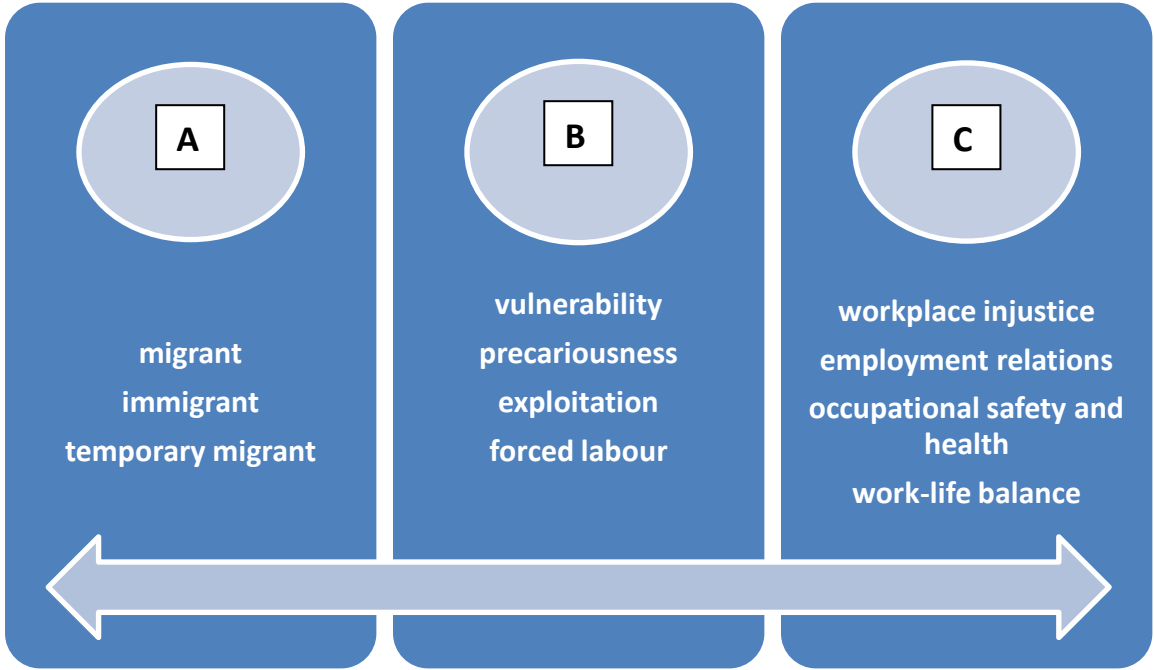 A
migrant
immigrant
temporary migrant
B
vulnerability
precariousness
exploitation
forced labour
C
workplace injustice
employment relations
occupational safety and
health
work-life balance